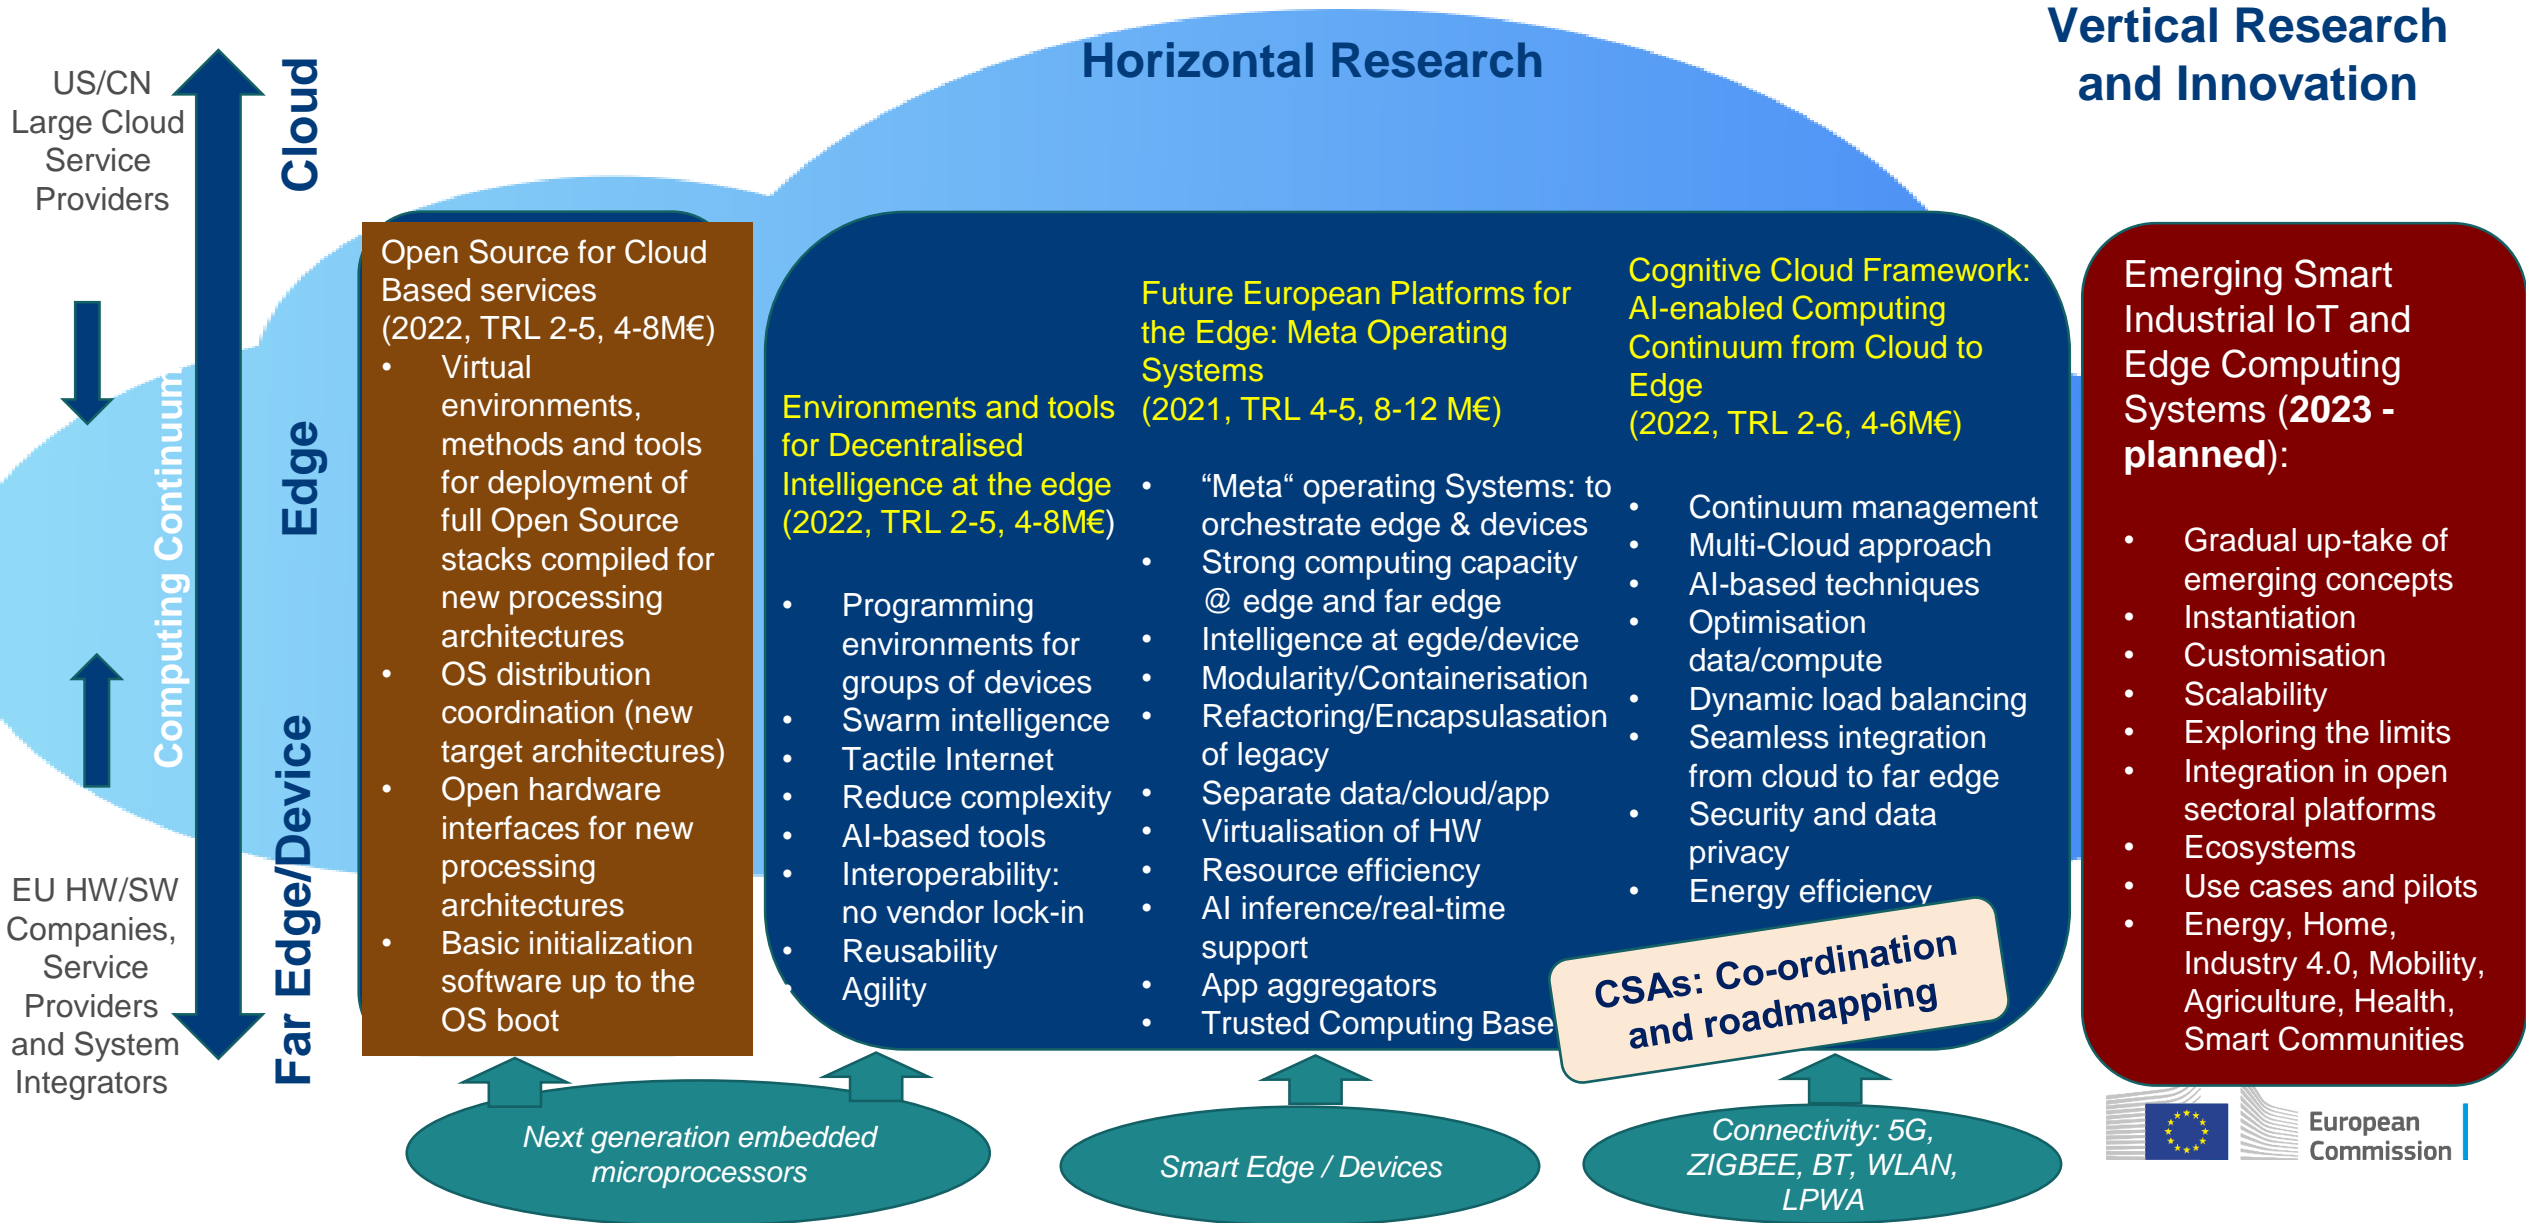 Horizontal Research
Vertical Research
and Innovation
US/CN
Large Cloud
Service
Providers
EU HW/SW
Companies,
Service
Providers
and System
Integrators
Computing Continuum
Cloud
Edge
Far Edge/Device
Open Source for Cloud
Based services
(2022, TRL 2-5, 4-8M€)
• Virtual
environments,
methods and tools
for deployment of
full Open Source
stacks compiled for
new processing
architectures
• OS distribution
coordination (new
target architectures)
• Open hardware
interfaces for new
processing
architectures
• Basic initialization
software up to the
OS boot
Environments and tools
for Decentralised
Intelligence at the edge
(2022, TRL 2-5, 4-8M€)
• Programming
environments for
groups of devices
• Swarm intelligence
• Tactile Internet
• Reduce complexity
• AI-based tools
• Interoperability:
no vendor lock-in
• Reusability
• Agility
Future European Platforms for
the Edge: Meta Operating
Systems
(2021, TRL 4-5, 8-12 M€)
• “Meta“ operating Systems: to
orchestrate edge & devices
• Strong computing capacity
@ edge and far edge
• Intelligence at egde/device
• Modularity/Containerisation
• Refactoring/Encapsulasation
of legacy
• Separate data/cloud/app
• Virtualisation of HW
• Resource efficiency
• AI inference/real-time
support
• App aggregators
• Trusted Computing Base
Cognitive Cloud Framework:
AI-enabled Computing
Continuum from Cloud to
Edge
(2022, TRL 2-6, 4-6M€)
• Continuum management
• Multi-Cloud approach
• AI-based techniques
• Optimisation
data/compute
• Dynamic load balancing
• Seamless integration
from cloud to far edge
• Security and data
privacy
• Energy efficiency
CSAs: Co-ordination
and roadmapping
Emerging Smart
Industrial IoT and
Edge Computing
Systems (2023 -
planned):
• Gradual up-take of
emerging concepts
• Instantiation
• Customisation
• Scalability
• Exploring the limits
• Integration in open
sectoral platforms
• Ecosystems
• Use cases and pilots
• Energy, Home,
Industry 4.0, Mobility,
Agriculture, Health,
Smart Communities
Next generation embedded
microprocessors
Smart Edge / Devices
Connectivity: 5G,
ZIGBEE, BT, WLAN,
LPWA
European
Commission